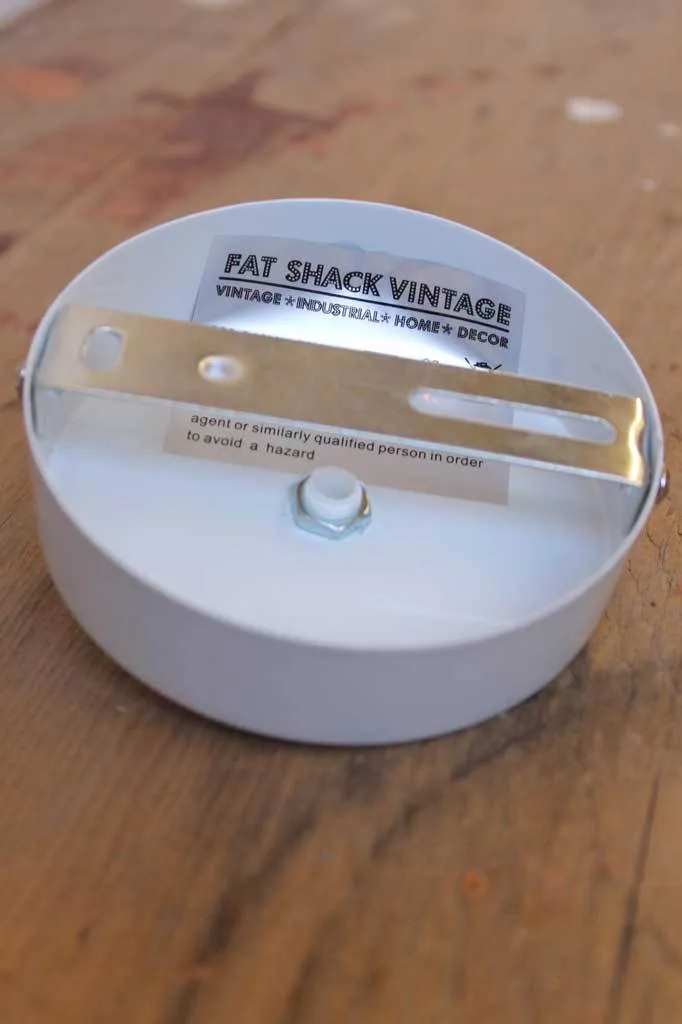 FAT SHACK VINTAGE
VINTAGE ★ INDUSTRIAL ★ HOME ★ DECOR
agent or similarly qualified person in order
to avoid a hazard